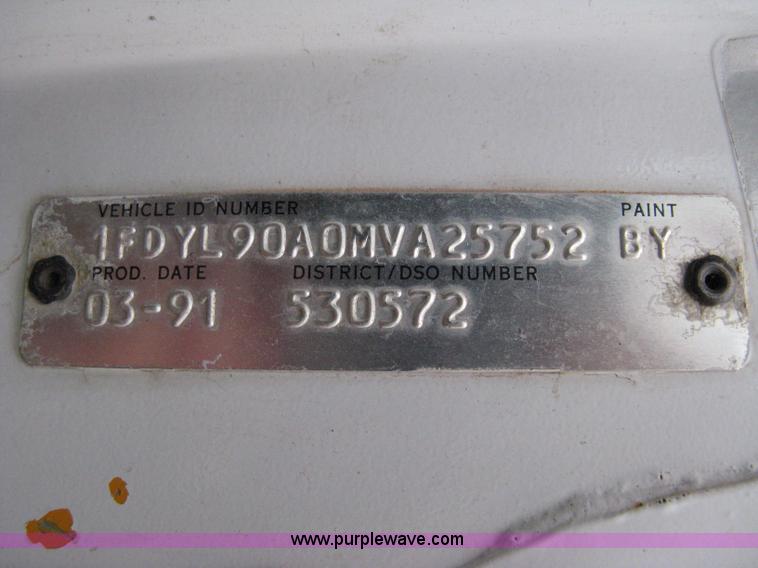 VEHICLE ID NUMBER PAINT
1FDYL90A0MVA25752 BY
PROD. DATE DISTRICT/DSO NUMBER
03-91 530572
www.purplewave.com